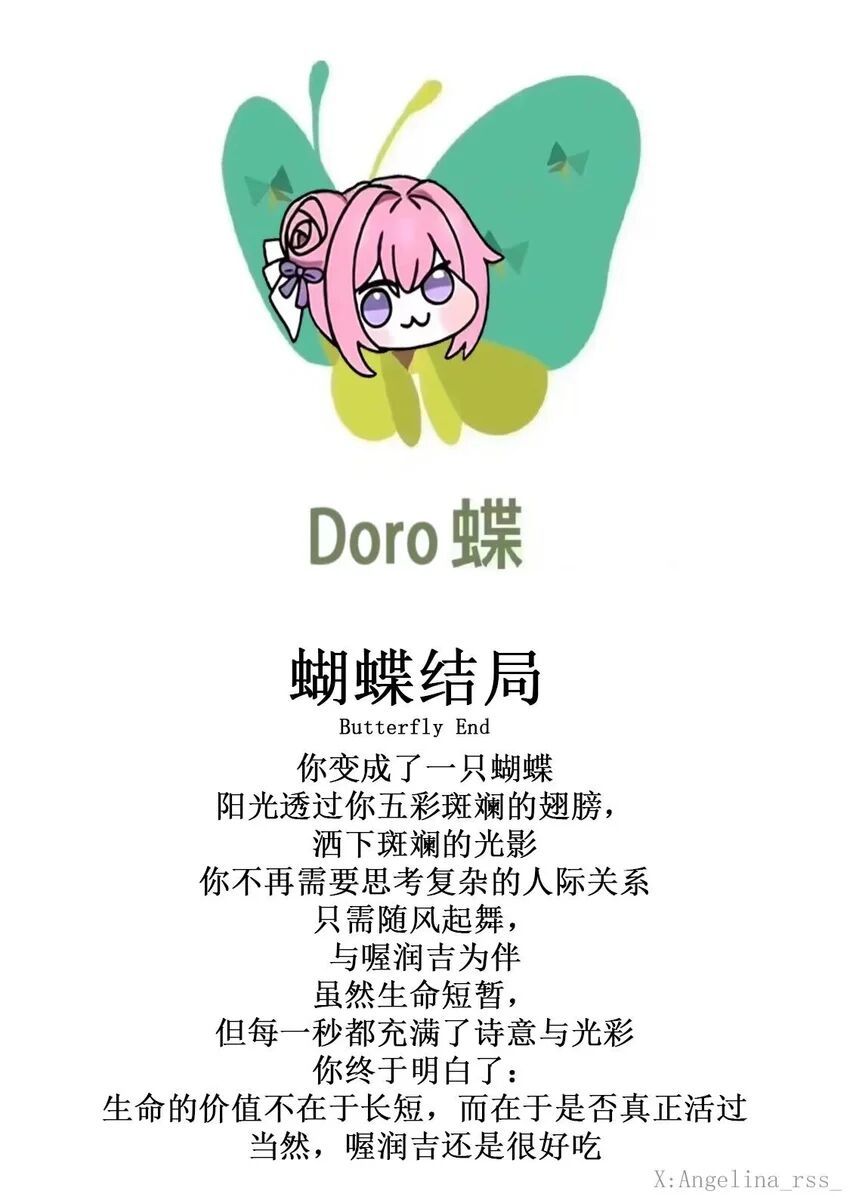 Doro 蝶
蝴蝶结局
Butterfly End
你变成了一只蝴蝶
阳光透过你五彩斑斓的翅膀，
洒下斑斓的光影
你不再需要思考复杂的人际关系
只需随风起舞，
与喔润吉为伴
虽然生命短暂，
但每一秒都充满了诗意与光彩
你终于明白了：
生命的价值不在于长短，而在于是否真正活过
当然，喔润吉还是很好吃
X:Angelina_rss_